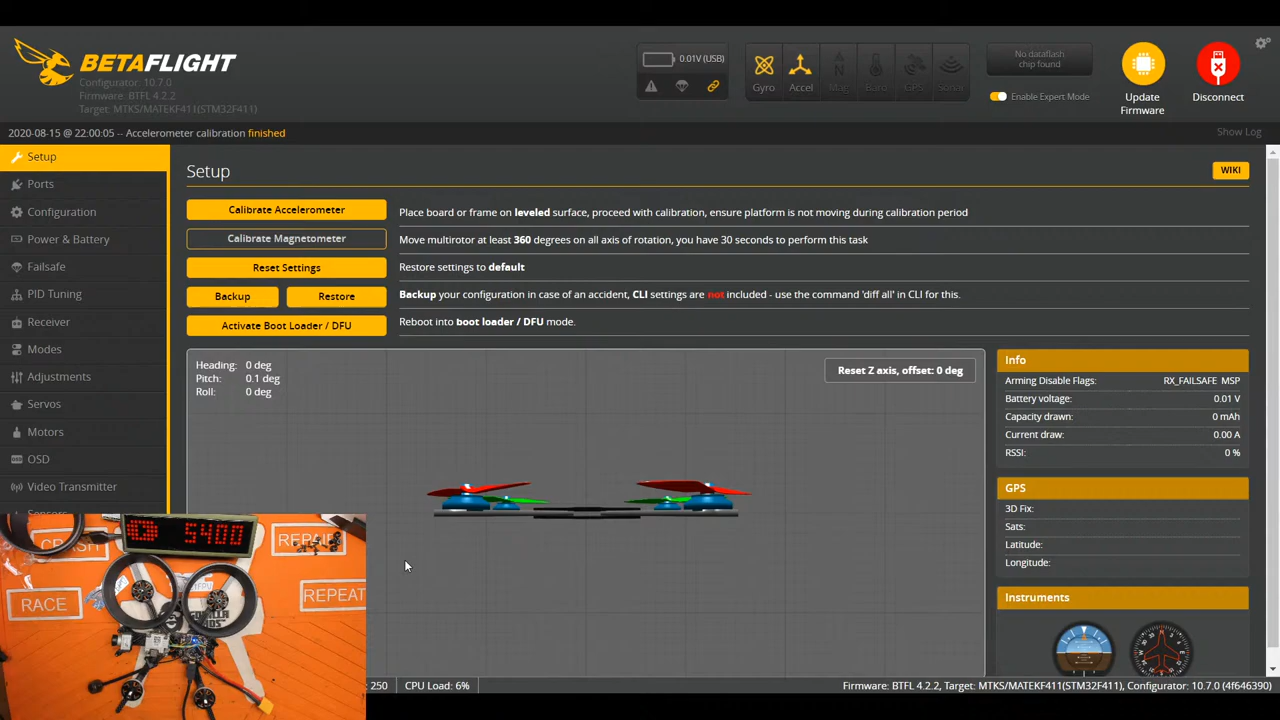 BETAFLIGHT
Configurator: 10.7.0
Firmware: BTFL 4.2.2
Target: MTKS/MATEKF411(STM32F411)
0.01V (USB)
Gyro
Accel
Mag
Baro
GPS
Sonar
No dataflash
chip found
Enable Expert Mode
Update
Firmware
Disconnect
2020-08-15 @ 22:00:05 -- Accelerometer calibration finished
Show Log
Setup
Ports
Configuration
Power & Battery
Failsafe
PID Tuning
Receiver
Modes
Adjustments
Servos
Motors
OSD
Video Transmitter
Sensors
Setup
WIKI
Calibrate Accelerometer
Place board or frame on leveled surface, proceed with calibration, ensure platform is not moving during calibration period
Calibrate Magnetometer
Move multirotor at least 360 degrees on all axis of rotation, you have 30 seconds to perform this task
Reset Settings
Restore settings to default
Backup
Restore
Backup your configuration in case of an accident, CLI settings are not included - use the command 'diff all' in CLI for this.
Activate Boot Loader / DFU
Reboot into boot loader / DFU mode.
Heading: 0 deg
Pitch: 0.1 deg
Roll: 0 deg
Reset Z axis, offset: 0 deg
Info
Arming Disable Flags: RX_FAILSAFE MSP
Battery voltage: 0.01 V
Capacity drawn: 0 mAh
Current draw: 0.00 A
RSSI: 0 %
GPS
3D Fix:
Sats:
Latitude:
Longitude:
Instruments
CRASH
5400
REPAIR
RACE
REPEAT
250
CPU Load: 6%
Firmware: BTFL 4.2.2, Target: MTKS/MATEKF411(STM32F411), Configurator: 10.7.0 (4f646390)